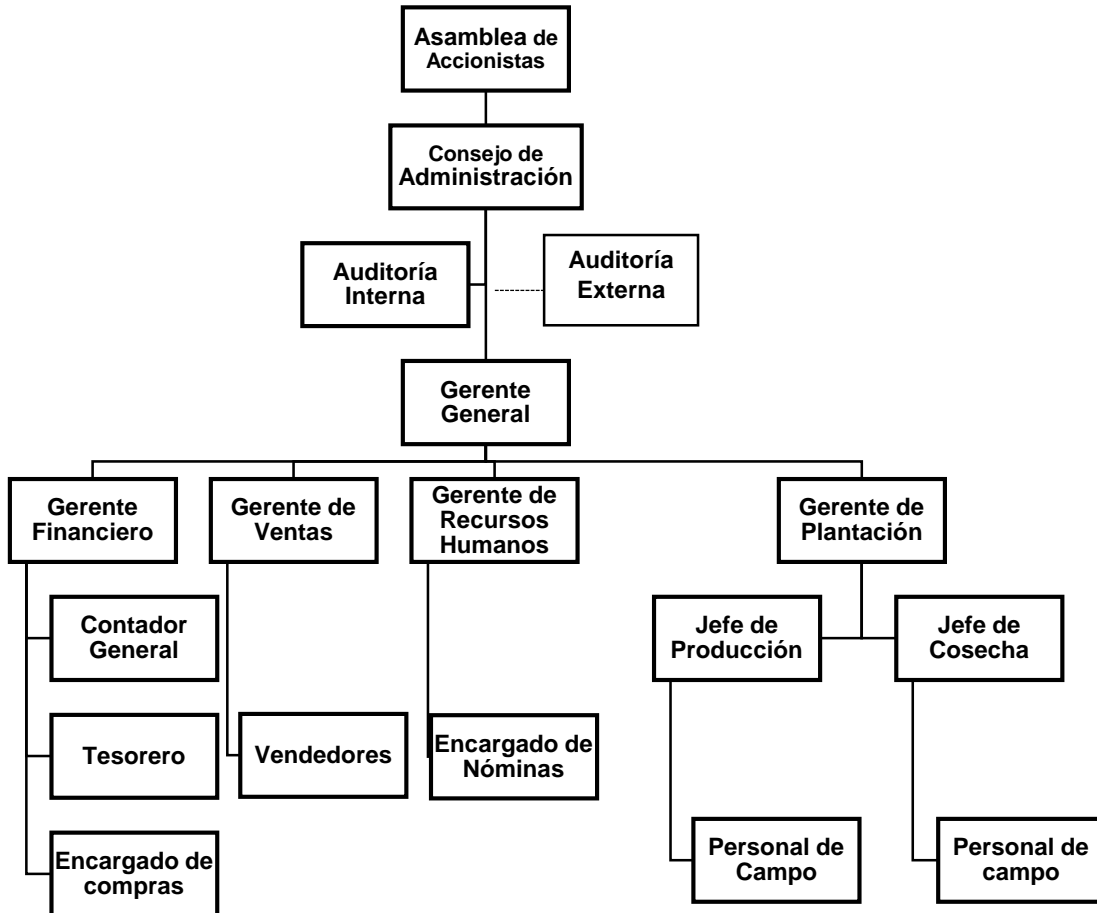 Asamblea de
Accionistas
Consejo de
Administración
Auditoría
Interna
Auditoría
Externa
Gerente
General
Gerente
Financiero
Gerente de
Ventas
Gerente de
Recursos
Humanos
Gerente de
Plantación
Contador
General
Jefe de
Producción
Jefe de
Cosecha
Tesorero
Vendedores
Encargado de
Nóminas
Encargado de
compras
Personal de
Campo
Personal de
campo